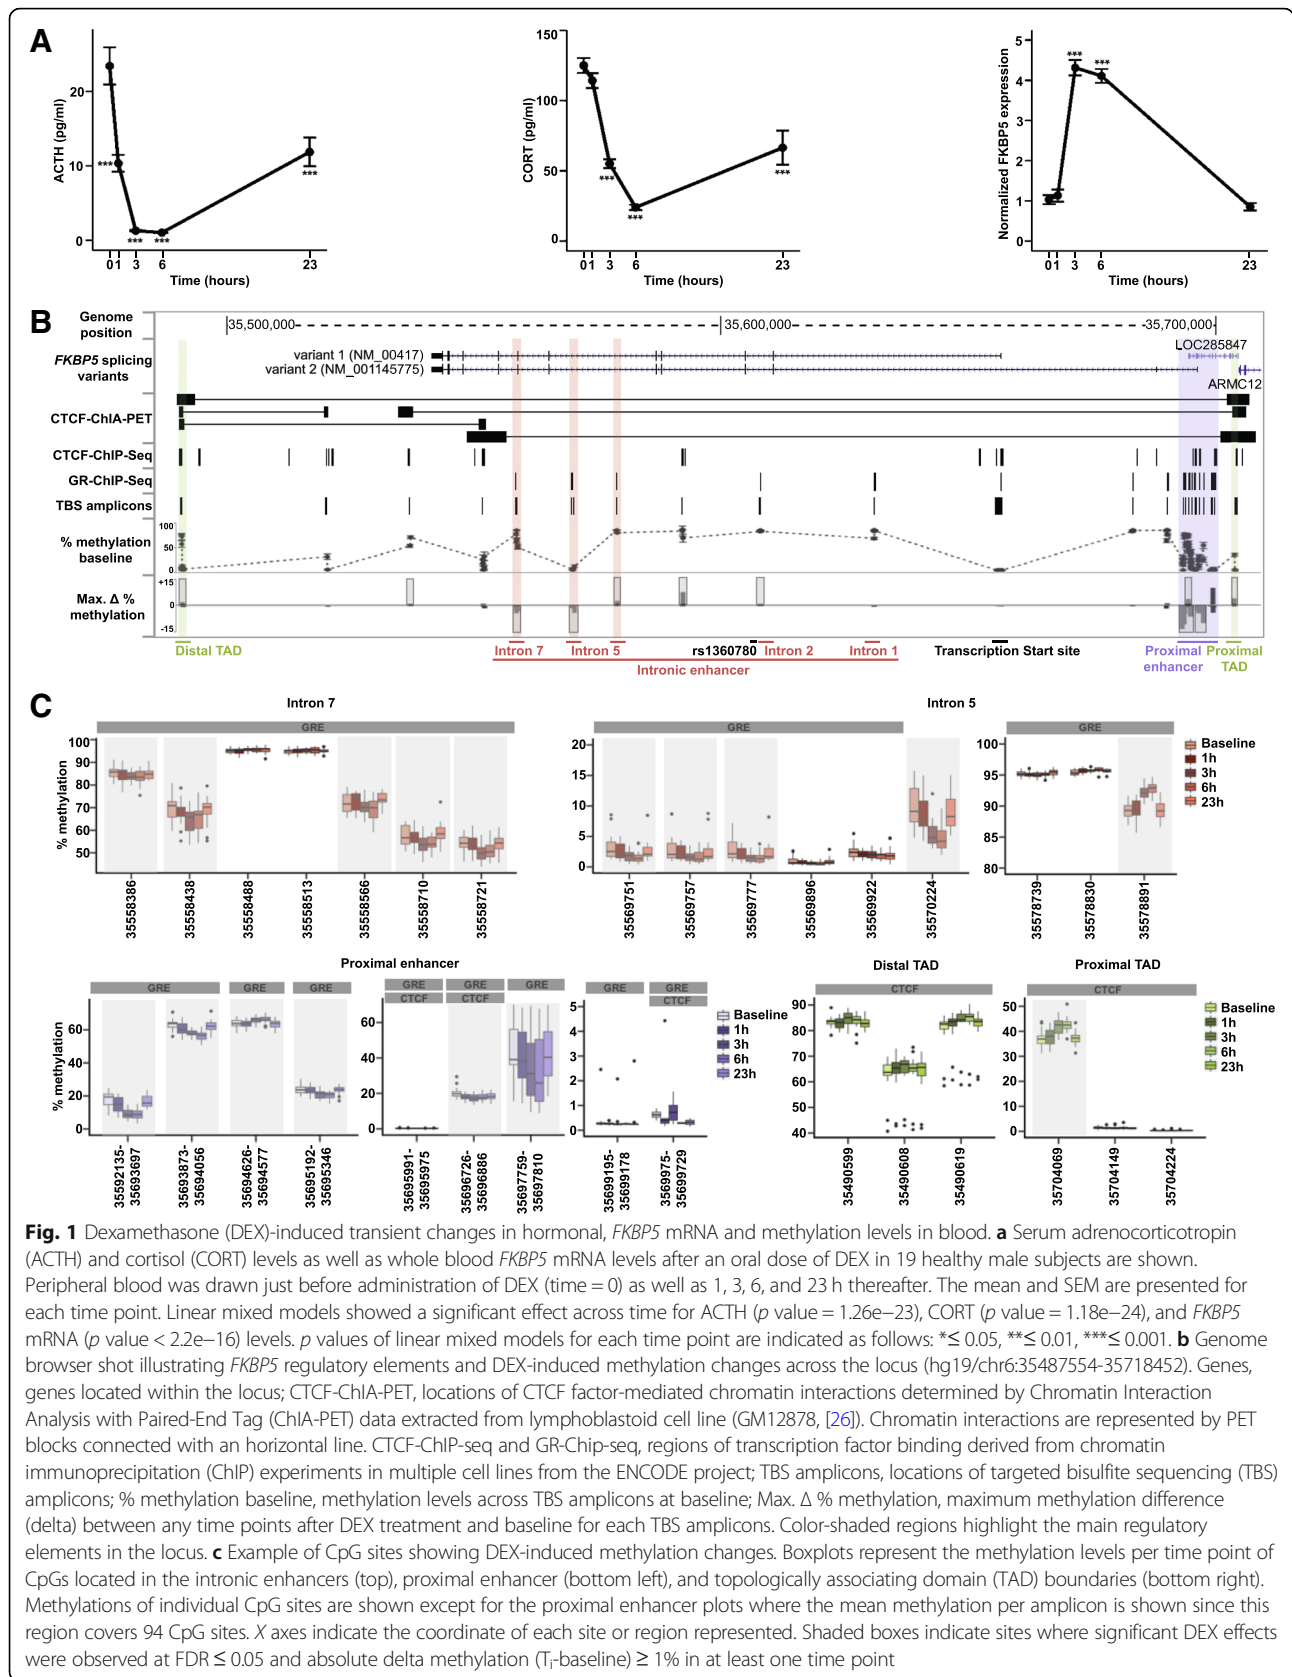 A
ACTH (pg/ml)
20
10
0
***
***
***
***
0 1 3 6 23
Time (hours)
CORT (pg/ml)
150
100
50
0
***
***
***
0 1 3 6 23
Time (hours)
Normalized FKBP5 expression
5
4
3
2
1
0
***
***
0 1 3 6 23
Time (hours)
B
Genome position
35,500,000
35,600,000
35,700,000
LOC285847
FKBP5 splicing variants
variant 1 (NM_00417)
variant 2 (NM_001145775)
ARMC12
CTCF-ChIA-PET
CTCF-ChIP-Seq
GR-ChIP-Seq
TBS amplicons
% methylation baseline
100
50
0
Max. Δ % methylation
+15
0
-15
Distal TAD
Intron 7
Intron 5
rs1360780
Intron 2
Intron 1
Transcription Start site
Proximal enhancer
Proximal TAD
Intronic enhancer
C
Intron 7
GRE
% methylation
100
90
80
70
60
50
35558386
35558438
35558488
35558513
35558566
35558710
35558721
Intron 5
GRE
20
15
10
5
0
35569751
35569757
35569777
35569896
35569922
35570224
GRE
100
95
90
85
80
35578739
35578830
35578891
Baseline
1h
3h
6h
23h
Proximal enhancer
GRE
GRE
GRE
% methylation
60
40
20
0
35592135-35693697
35693873-35694056
35694626-35694577
35695192-35695346
GRE
GRE
GRE
CTCF
CTCF
60
40
20
0
35695991-35695975
35696726-35696886
35697759-35697810
GRE
GRE
CTCF
5
4
3
2
1
0
35699195-35699178
3569975-35699729
Baseline
1h
3h
6h
23h
Distal TAD
CTCF
90
80
70
60
50
40
35490599
35490608
35490619
Proximal TAD
CTCF
50
40
30
20
10
0
35704069
35704149
35704224
Baseline
1h
3h
6h
23h
Fig. 1 Dexamethasone (DEX)-induced transient changes in hormonal, FKBP5 mRNA and methylation levels in blood. a Serum adrenocorticotropin
(ACTH) and cortisol (CORT) levels as well as whole blood FKBP5 mRNA levels after an oral dose of DEX in 19 healthy male subjects are shown.
Peripheral blood was drawn just before administration of DEX (time = 0) as well as 1, 3, 6, and 23 h thereafter. The mean and SEM are presented for
each time point. Linear mixed models showed a significant effect across time for ACTH (p value = 1.26e−23), CORT (p value = 1.18e−24), and FKBP5
mRNA (p value < 2.2e−16) levels. p values of linear mixed models for each time point are indicated as follows: *≤ 0.05, **≤ 0.01, ***≤ 0.001. b Genome
browser shot illustrating FKBP5 regulatory elements and DEX-induced methylation changes across the locus (hg19/chr6:35487554-35718452). Genes,
genes located within the locus; CTCF-ChIA-PET, locations of CTCF factor-mediated chromatin interactions determined by Chromatin Interaction
Analysis with Paired-End Tag (ChIA-PET) data extracted from lymphoblastoid cell line (GM12878, [26]). Chromatin interactions are represented by PET
blocks connected with an horizontal line. CTCF-ChIP-seq and GR-Chip-seq, regions of transcription factor binding derived from chromatin
immunoprecipitation (ChIP) experiments in multiple cell lines from the ENCODE project; TBS amplicons, locations of targeted bisulfite sequencing (TBS)
amplicons; % methylation baseline, methylation levels across TBS amplicons at baseline; Max. Δ % methylation, maximum methylation difference
(delta) between any time points after DEX treatment and baseline for each TBS amplicons. Color-shaded regions highlight the main regulatory
elements in the locus. c Example of CpG sites showing DEX-induced methylation changes. Boxplots represent the methylation levels per time point of
CpGs located in the intronic enhancers (top), proximal enhancer (bottom left), and topologically associating domain (TAD) boundaries (bottom right).
Methylations of individual CpG sites are shown except for the proximal enhancer plots where the mean methylation per amplicon is shown since this
region covers 94 CpG sites. X axes indicate the coordinate of each site or region represented. Shaded boxes indicate sites where significant DEX effects
were observed at FDR ≤ 0.05 and absolute delta methylation (Ti-baseline) ≥ 1% in at least one time point